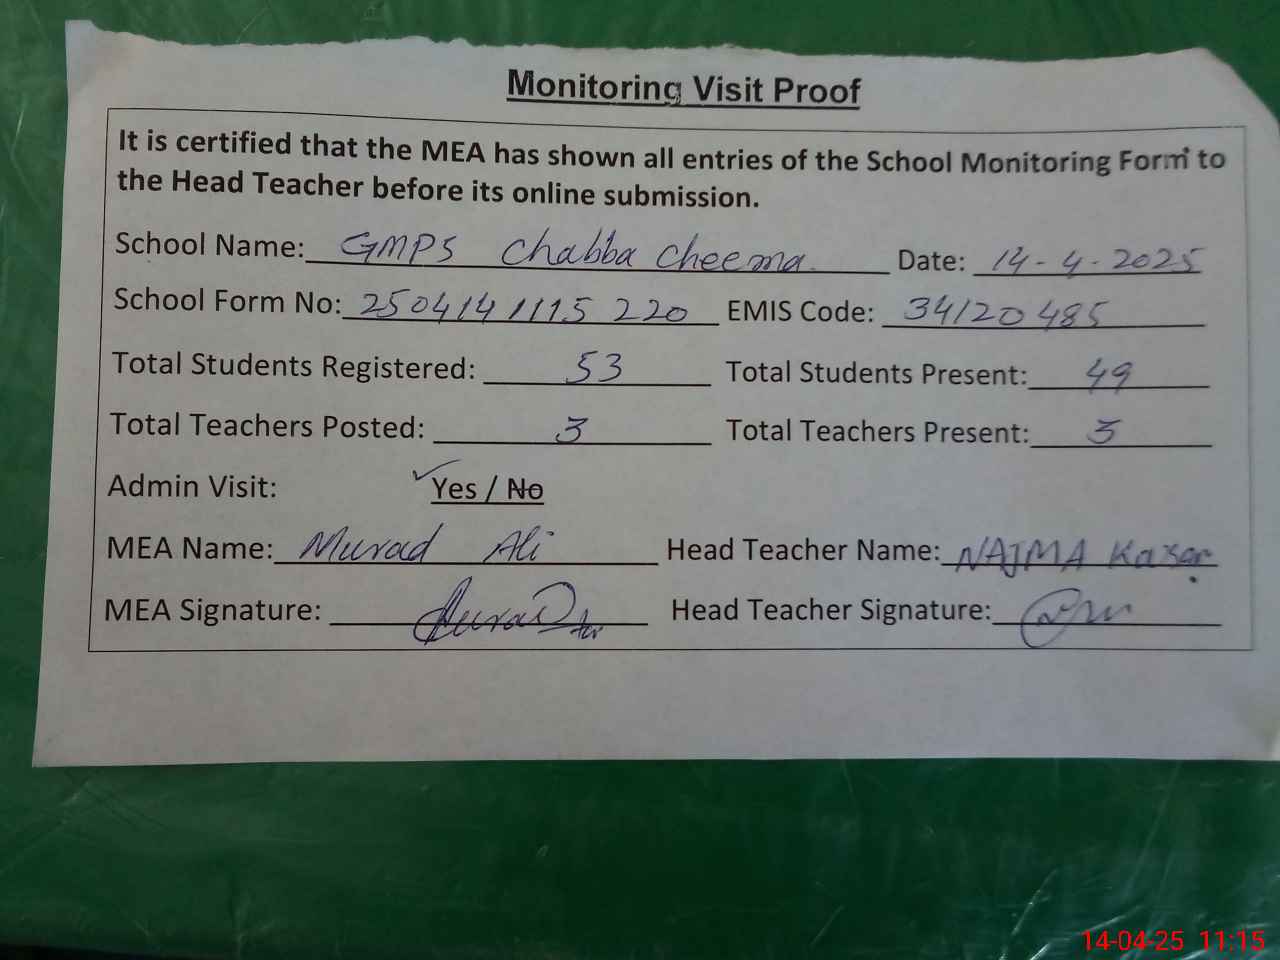 Monitoring Visit Proof
It is certified that the MEA has shown all entries of the School Monitoring Form to
the Head Teacher before its online submission.
School Name: GMPS Chabba Cheema Date: 14-4-2025
School Form No: 2504141115220 EMIS Code: 34120485
Total Students Registered: 53 Total Students Present: 49
Total Teachers Posted: 3 Total Teachers Present: 3
Admin Visit: Yes / No
MEA Name: Murad Ali Head Teacher Name: NAJMA Kaisar
MEA Signature: Head Teacher Signature:
14-04-25 11:15